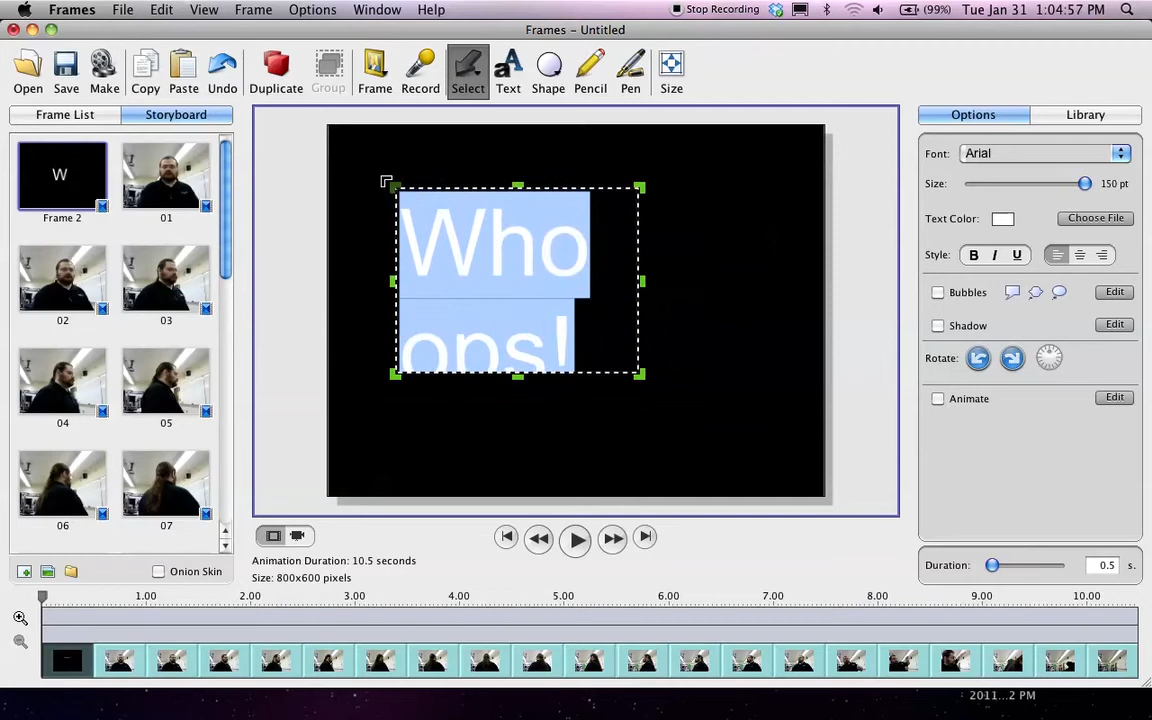 Frames File Edit View Frame Options Window Help Stop Recording (99%) Tue Jan 31 1:04:57 PM
Frames – Untitled
Open Save Make Copy Paste Undo Duplicate Group Frame Record Select Text Shape Pencil Pen Size
Frame List Storyboard
Options Library
W
Frame 2 01
02 03
04 05
06 07
Onion Skin
Who
ops!
Font: Arial
Size: 150 pt
Text Color: Choose File
Style: B I U
Bubbles Edit
Shadow Edit
Rotate:
Animate Edit
Animation Duration: 10.5 seconds
Size: 800x600 pixels
Duration: 0.5 s.
1.00 2.00 3.00 4.00 5.00 6.00 7.00 8.00 9.00 10.00
2011...2 PM